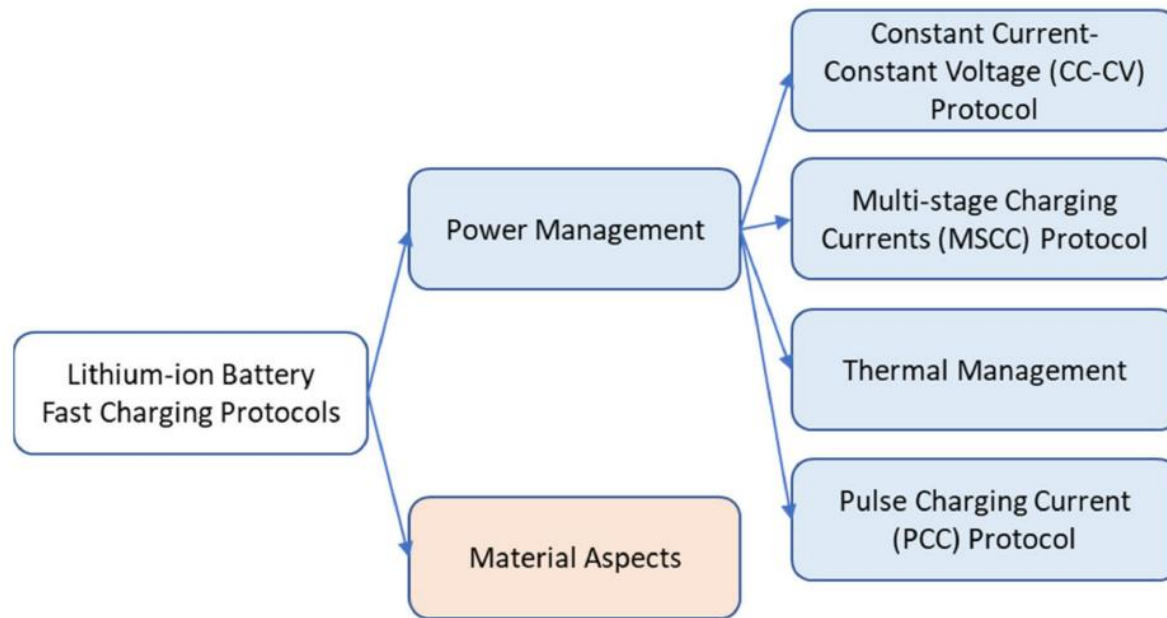 Constant Current-
Constant Voltage (CC-CV)
Protocol
Power Management
Multi-stage Charging
Currents (MSCC) Protocol
Lithium-ion Battery
Fast Charging Protocols
Thermal Management
Material Aspects
Pulse Charging Current
(PCC) Protocol